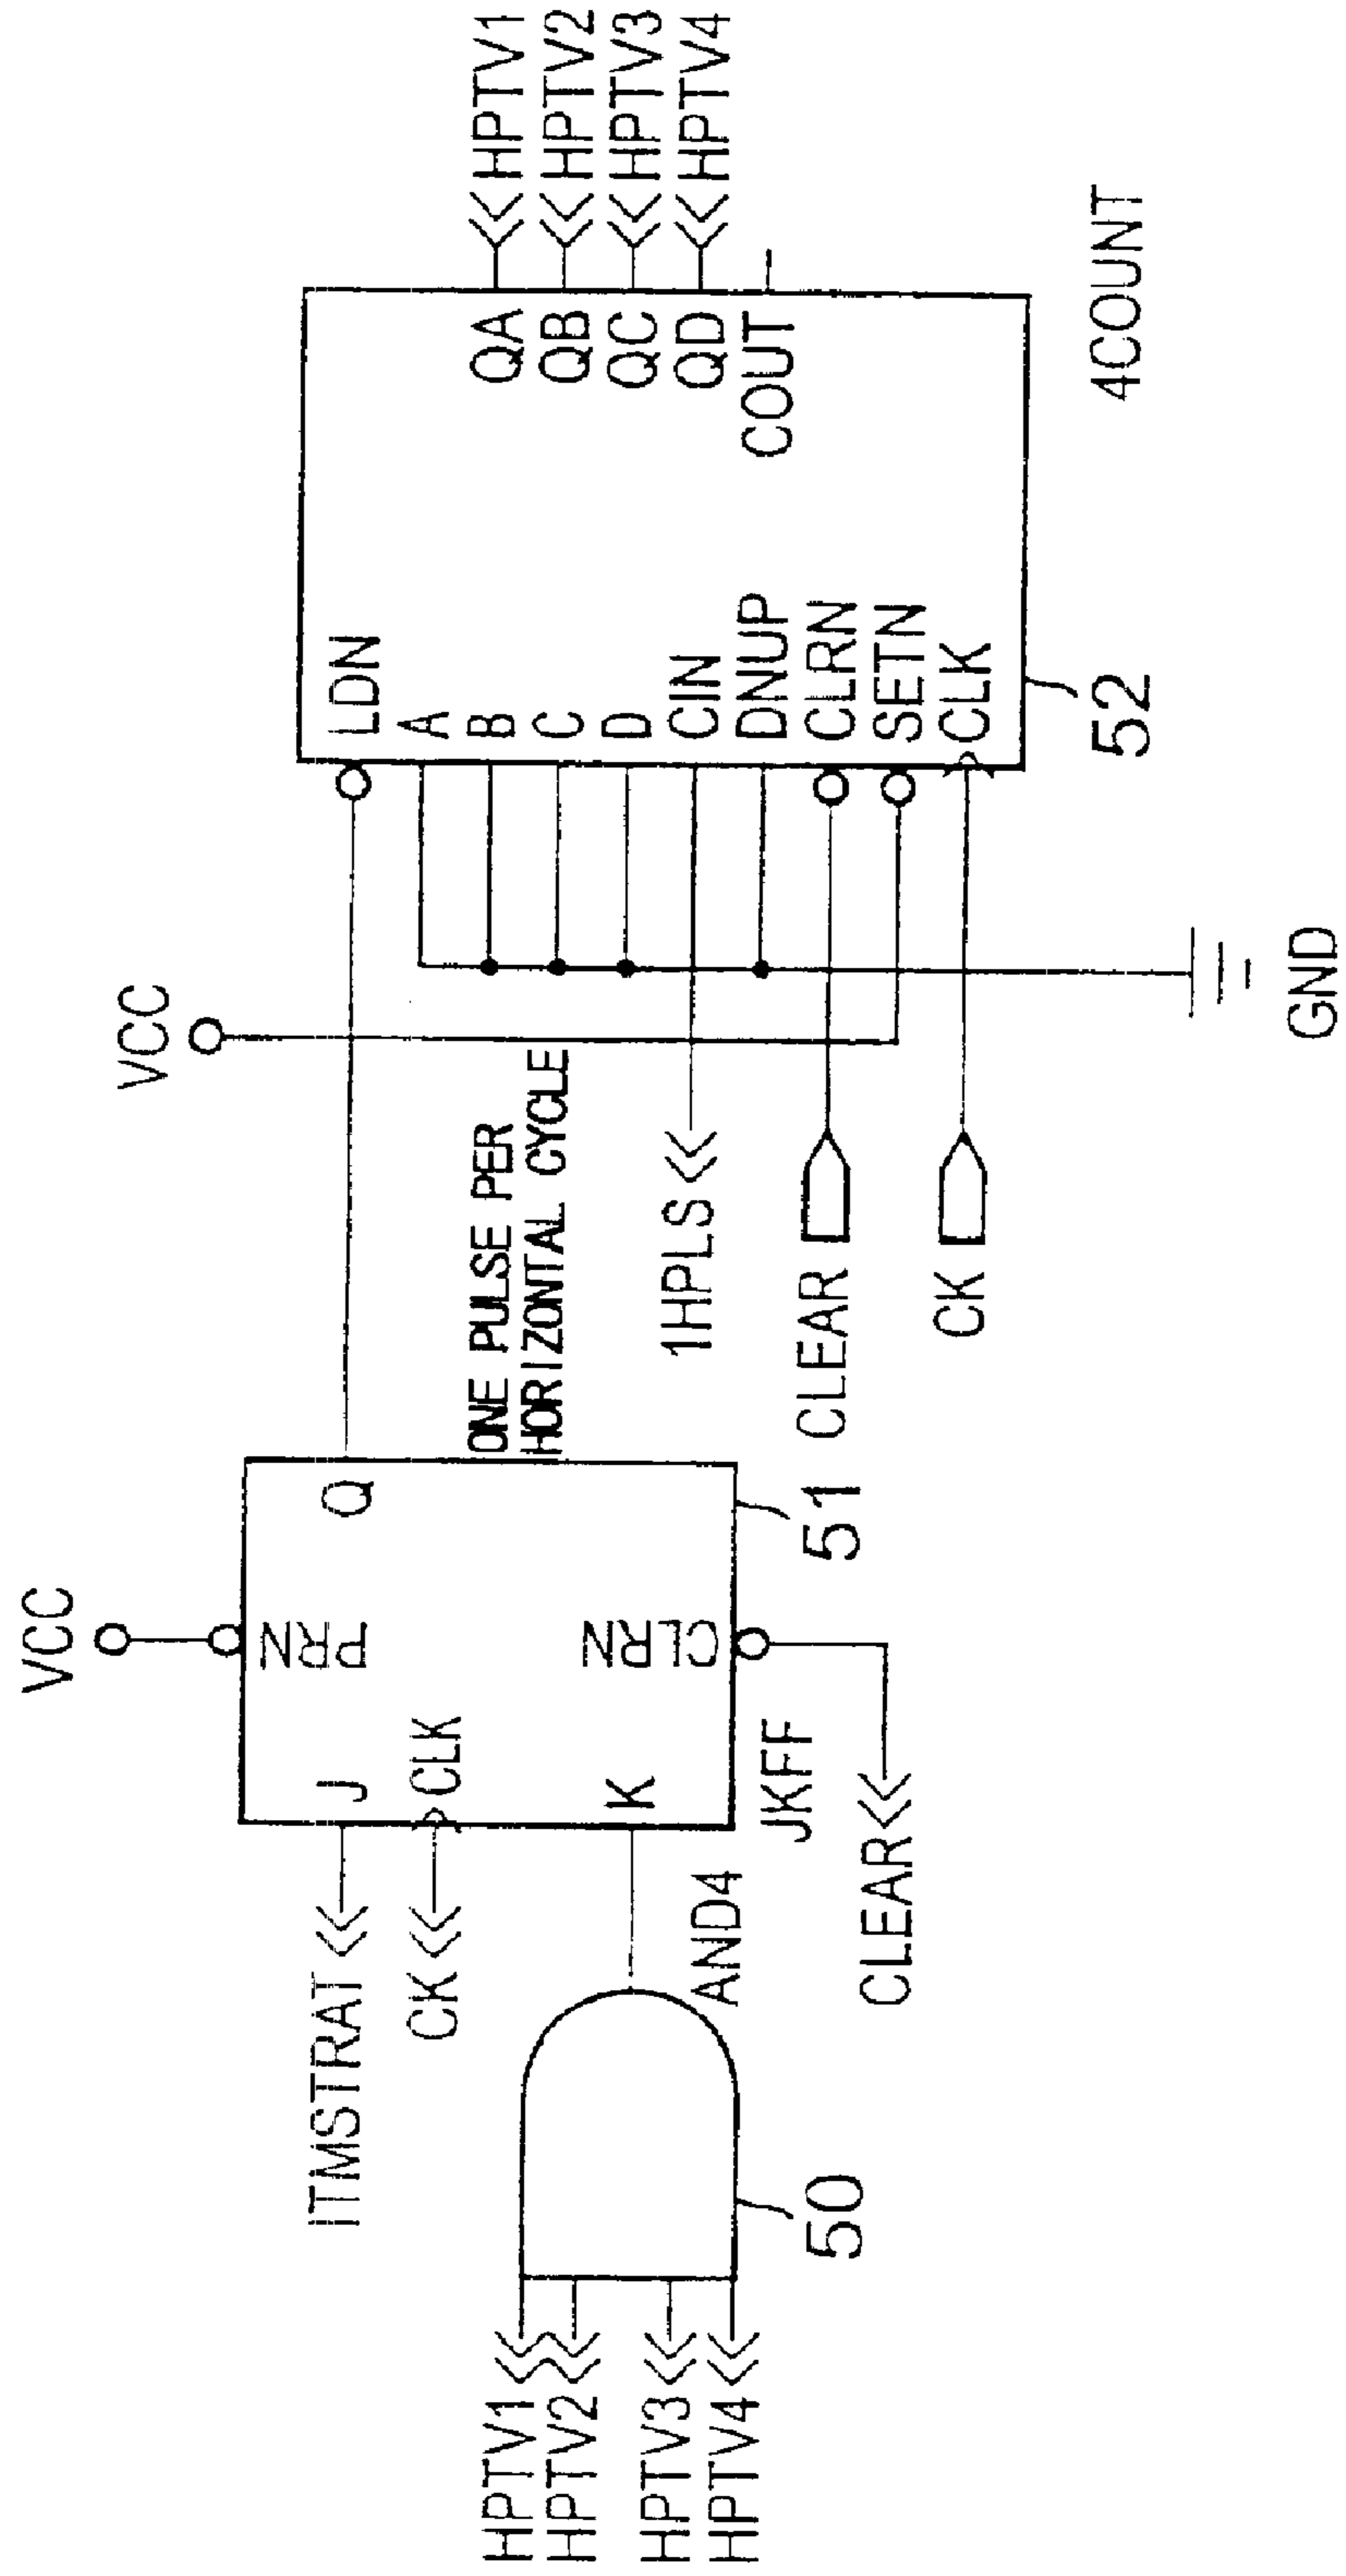 HPTV1
HPTV2
HPTV3
HPTV4
50
AND4
ITMSTRAT
CK
CLEAR
VCC
J
CLK
K
PRN
CLRN
Q
JKFF
51
ONE PULSE PER
HORIZONTAL CYCLE
VCC
1HPLS
CLEAR
CK
GND
LDN
A
B
C
D
CIN
DNUP
CLRN
SETN
CLK
QA
QB
QC
QD
COUT
52
4COUNT
HPTV1
HPTV2
HPTV3
HPTV4